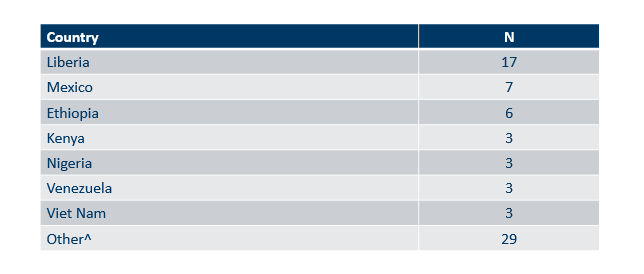 Country N
Liberia 17
Mexico 7
Ethiopia 6
Kenya 3
Nigeria 3
Venezuela 3
Viet Nam 3
Other^ 29